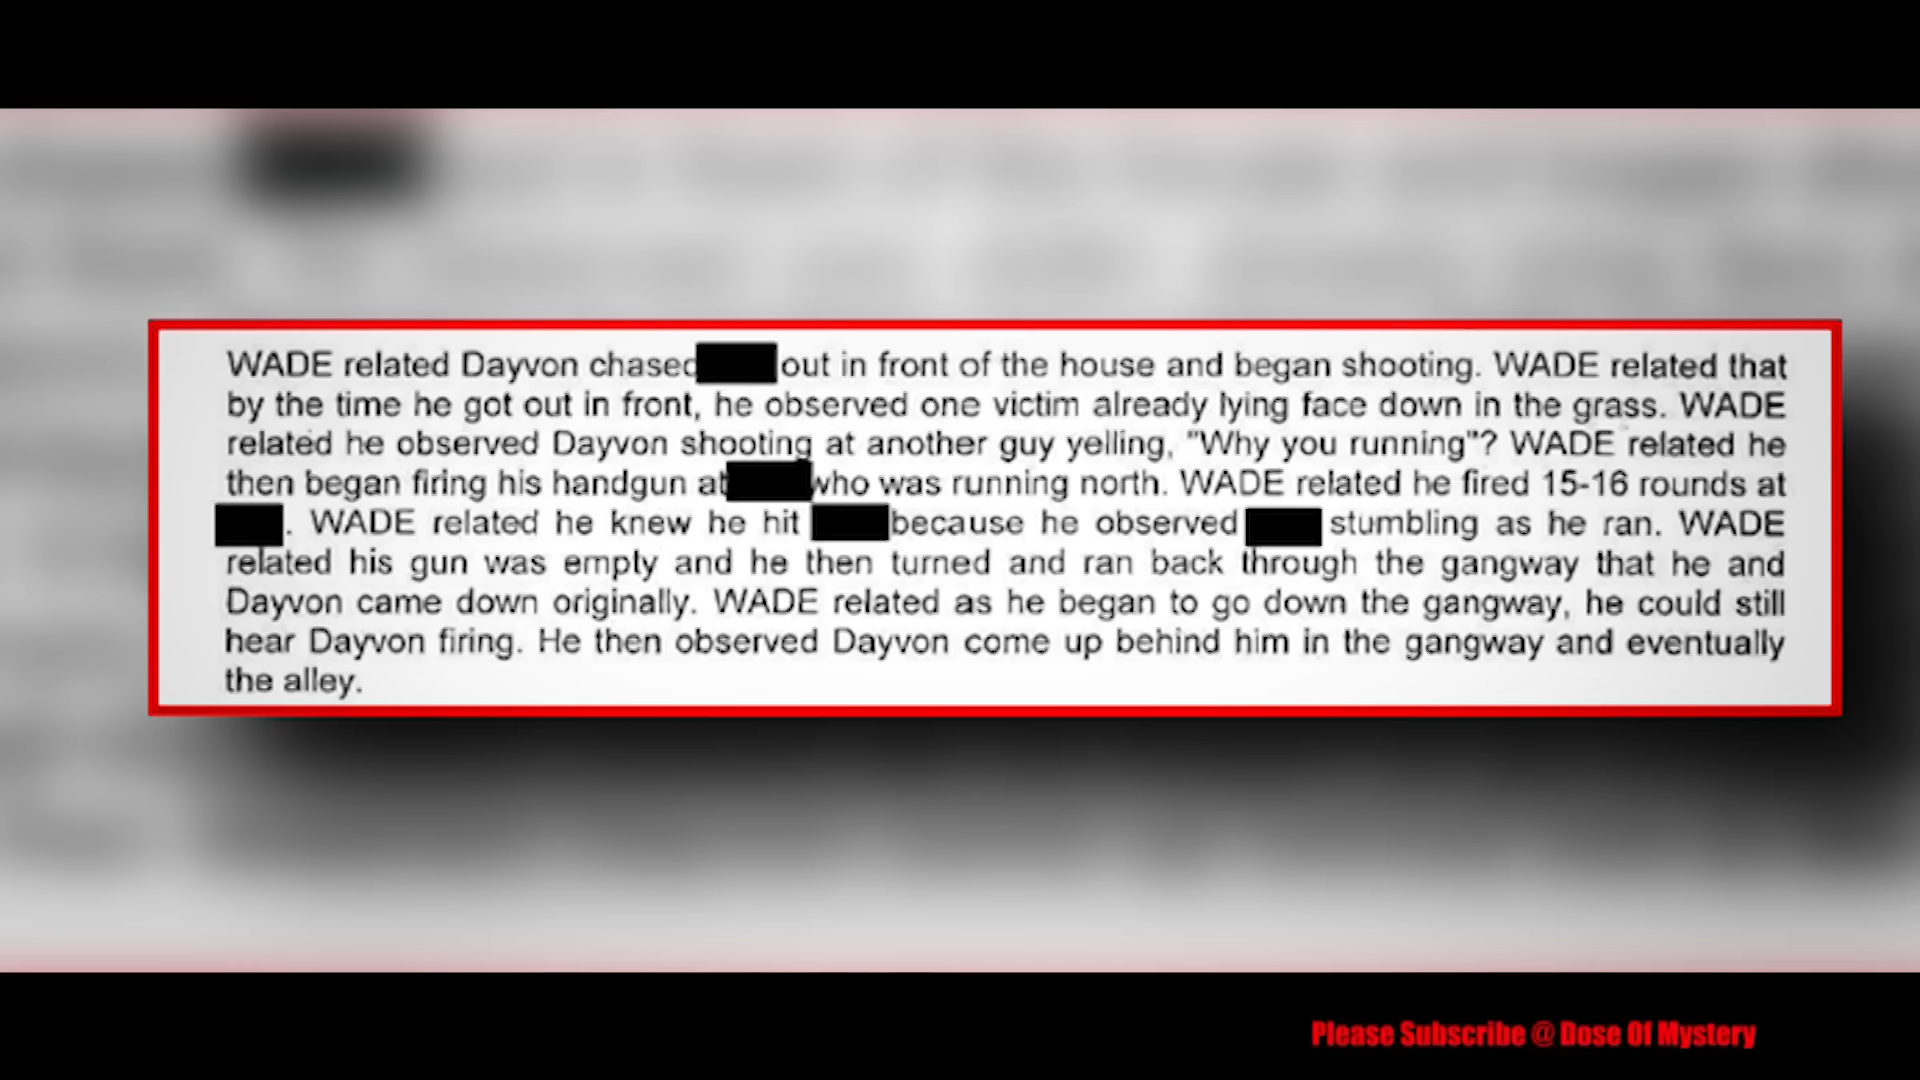 WADE related Dayvon chased out in front of the house and began shooting. WADE related that
by the time he got out in front, he observed one victim already lying face down in the grass. WADE
related he observed Dayvon shooting at another guy yelling, "Why you running"? WADE related he
then began firing his handgun at who was running north. WADE related he fired 15-16 rounds at
. WADE related he knew he hit because he observed stumbling as he ran. WADE
related his gun was empty and he then turned and ran back through the gangway that he and
Dayvon came down originally. WADE related as he began to go down the gangway, he could still
hear Dayvon firing. He then observed Dayvon come up behind him in the gangway and eventually
the alley.
Please Subscribe @ Dose Of Mystery